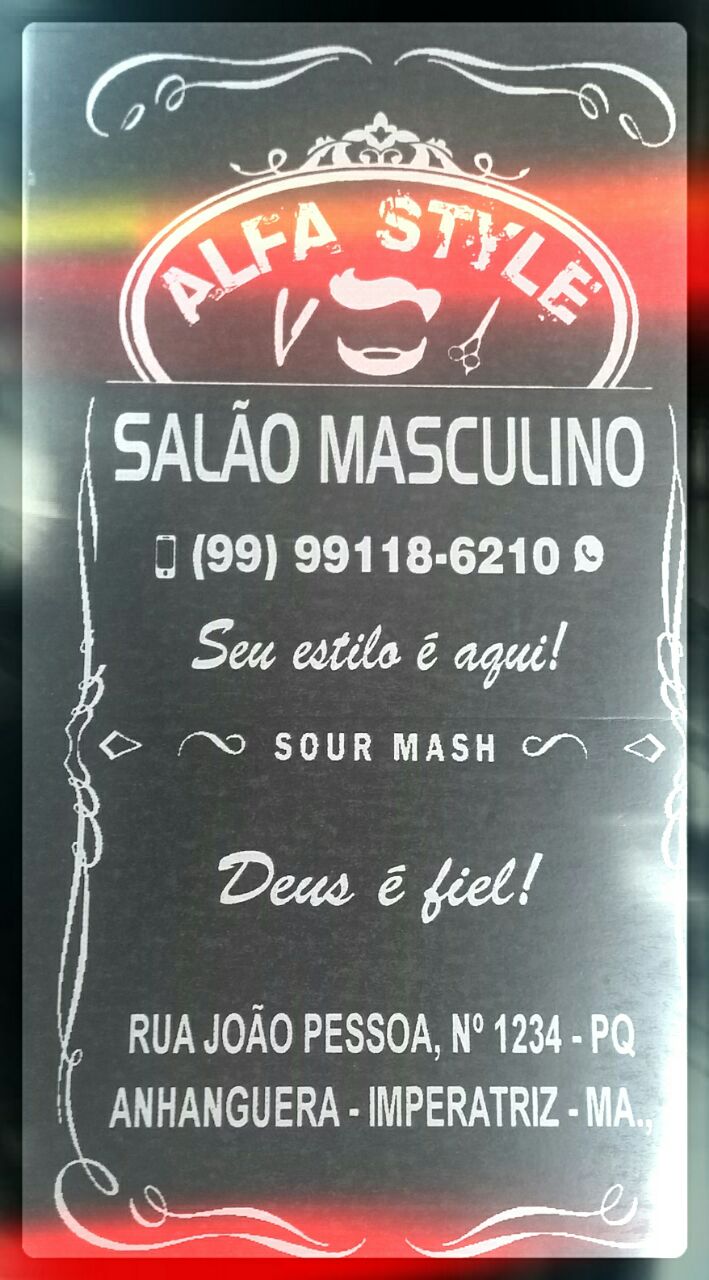 ALFA STYLE
SALÃO MASCULINO
(99) 99118-6210
Seu estilo é aqui!
SOUR MASH
Deus é fiel!
RUA JOÃO PESSOA, Nº 1234 - PQ
ANHANGUERA - IMPERATRIZ - MA.,